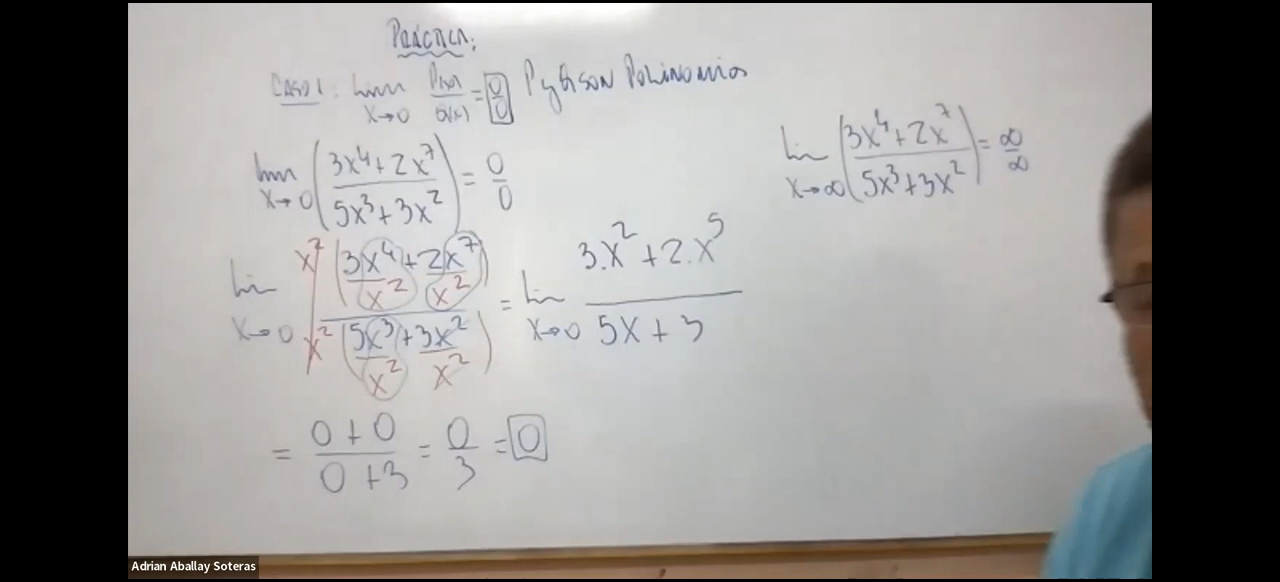 PRÁCTICA:
CASO 1: Lim x→0 P(x)/Q(x) = 0/0 P y Q son Polinomios
lim x→0 (3x⁴+2x⁷ / 5x³+3x²) = 0/0
Lim x→∞ (3x⁴+2x⁷ / 5x³+3x²) = ∞/∞
Lim x→0 x² (3x⁴/x² + 2x⁷/x²) / x² (5x³/x² + 3x²/x²) = Lim x→0 3.x²+2.x⁵ / 5x+3
= 0+0 / 0+3 = 0/3 = 0
Adrian Aballay Soteras